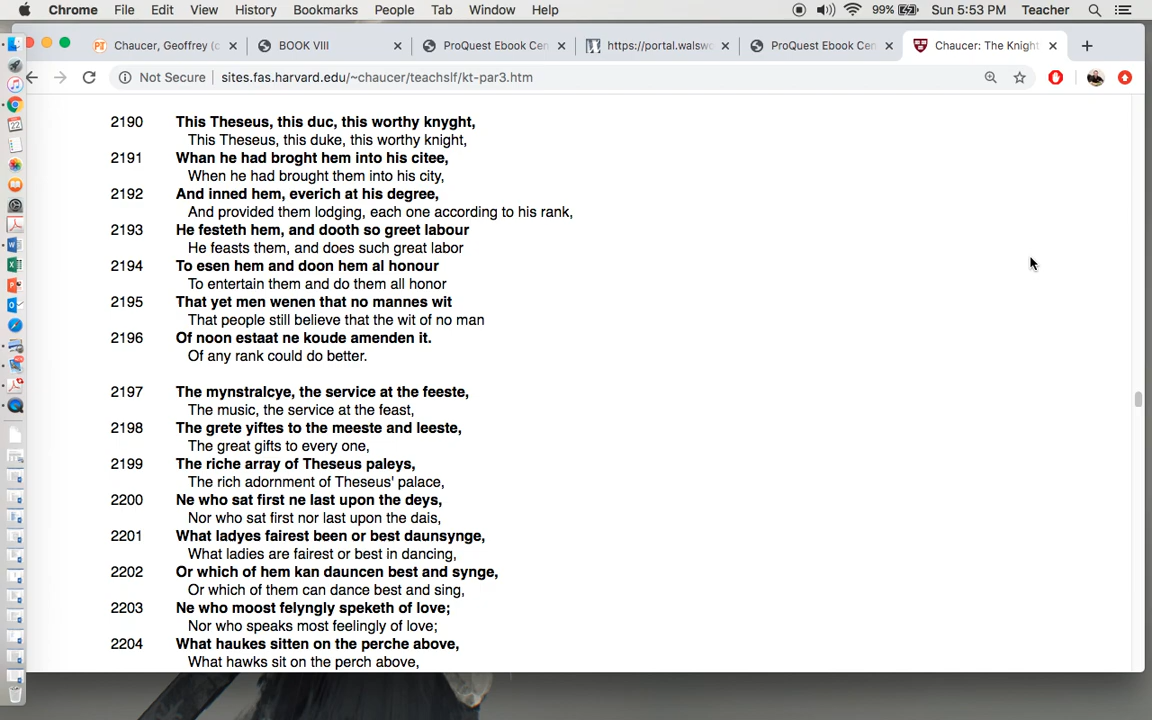 Chrome File Edit View History Bookmarks People Tab Window Help 99% Sun 5:53 PM Teacher
Chaucer, Geoffrey (c BOOK VIII ProQuest Ebook Cen https://portal.walswo ProQuest Ebook Cen Chaucer: The Knigh
Not Secure | sites.fas.harvard.edu/~chaucer/teachslf/kt-par3.htm
2190 This Theseus, this duc, this worthy knyght,
This Theseus, this duke, this worthy knight,
2191 Whan he had broght hem into his citee,
When he had brought them into his city,
2192 And inned hem, everich at his degree,
And provided them lodging, each one according to his rank,
2193 He festeth hem, and dooth so greet labour
He feasts them, and does such great labor
2194 To esen hem and doon hem al honour
To entertain them and do them all honor
2195 That yet men wenen that no mannes wit
That people still believe that the wit of no man
2196 Of noon estaat ne koude amenden it.
Of any rank could do better.
2197 The mynstralcye, the service at the feeste,
The music, the service at the feast,
2198 The grete yiftes to the meeste and leeste,
The great gifts to every one,
2199 The riche array of Theseus paleys,
The rich adornment of Theseus' palace,
2200 Ne who sat first ne last upon the deys,
Nor who sat first nor last upon the dais,
2201 What ladyes fairest been or best daunsynge,
What ladies are fairest or best in dancing,
2202 Or which of hem kan dauncen best and synge,
Or which of them can dance best and sing,
2203 Ne who moost felyngly speketh of love;
Nor who speaks most feelingly of love;
2204 What haukes sitten on the perche above,
What hawks sit on the perch above,